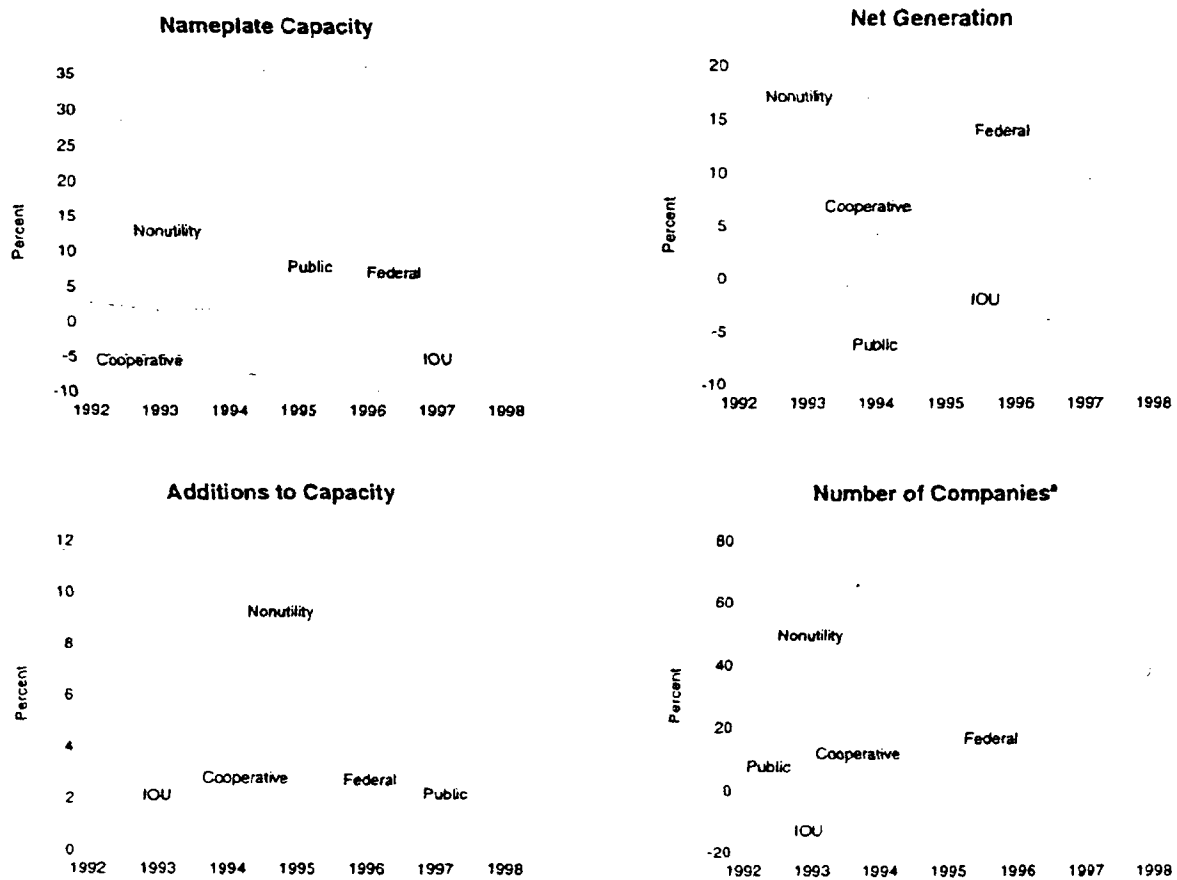 Nameplate Capacity
35
30
25
20
15
10
5
0
-5
-10
Percent
Nonutility
Public
Federal
Cooperative
IOU
1992 1993 1994 1995 1996 1997 1998
Net Generation
20
15
10
5
0
-5
-10
Percent
Nonutility
Federal
Cooperative
IOU
Public
1992 1993 1994 1995 1996 1997 1998
Additions to Capacity
12
10
8
6
4
2
0
Percent
Nonutility
Cooperative
Federal
IOU
Public
1992 1993 1994 1995 1996 1997 1998
Number of Companiesᵃ
80
60
40
20
0
-20
Percent
Nonutility
Federal
Cooperative
Public
IOU
1992 1993 1994 1995 1996 1997 1998